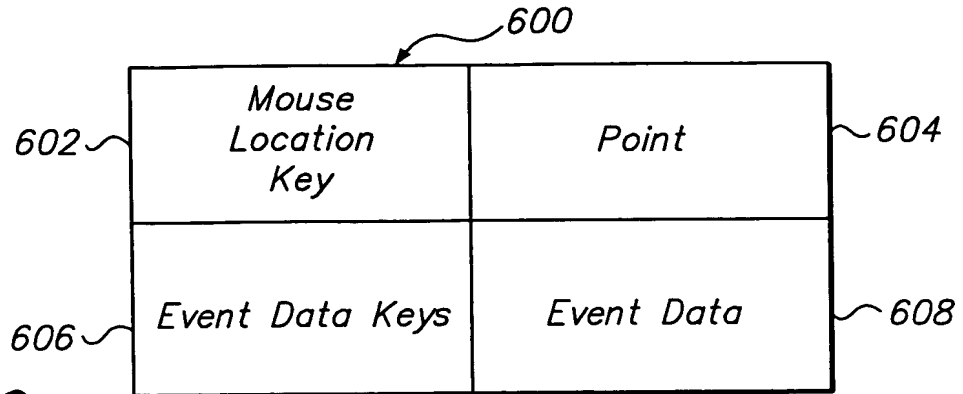 600
Mouse
Location
Key
Point
602
604
Event Data Keys
Event Data
606
608